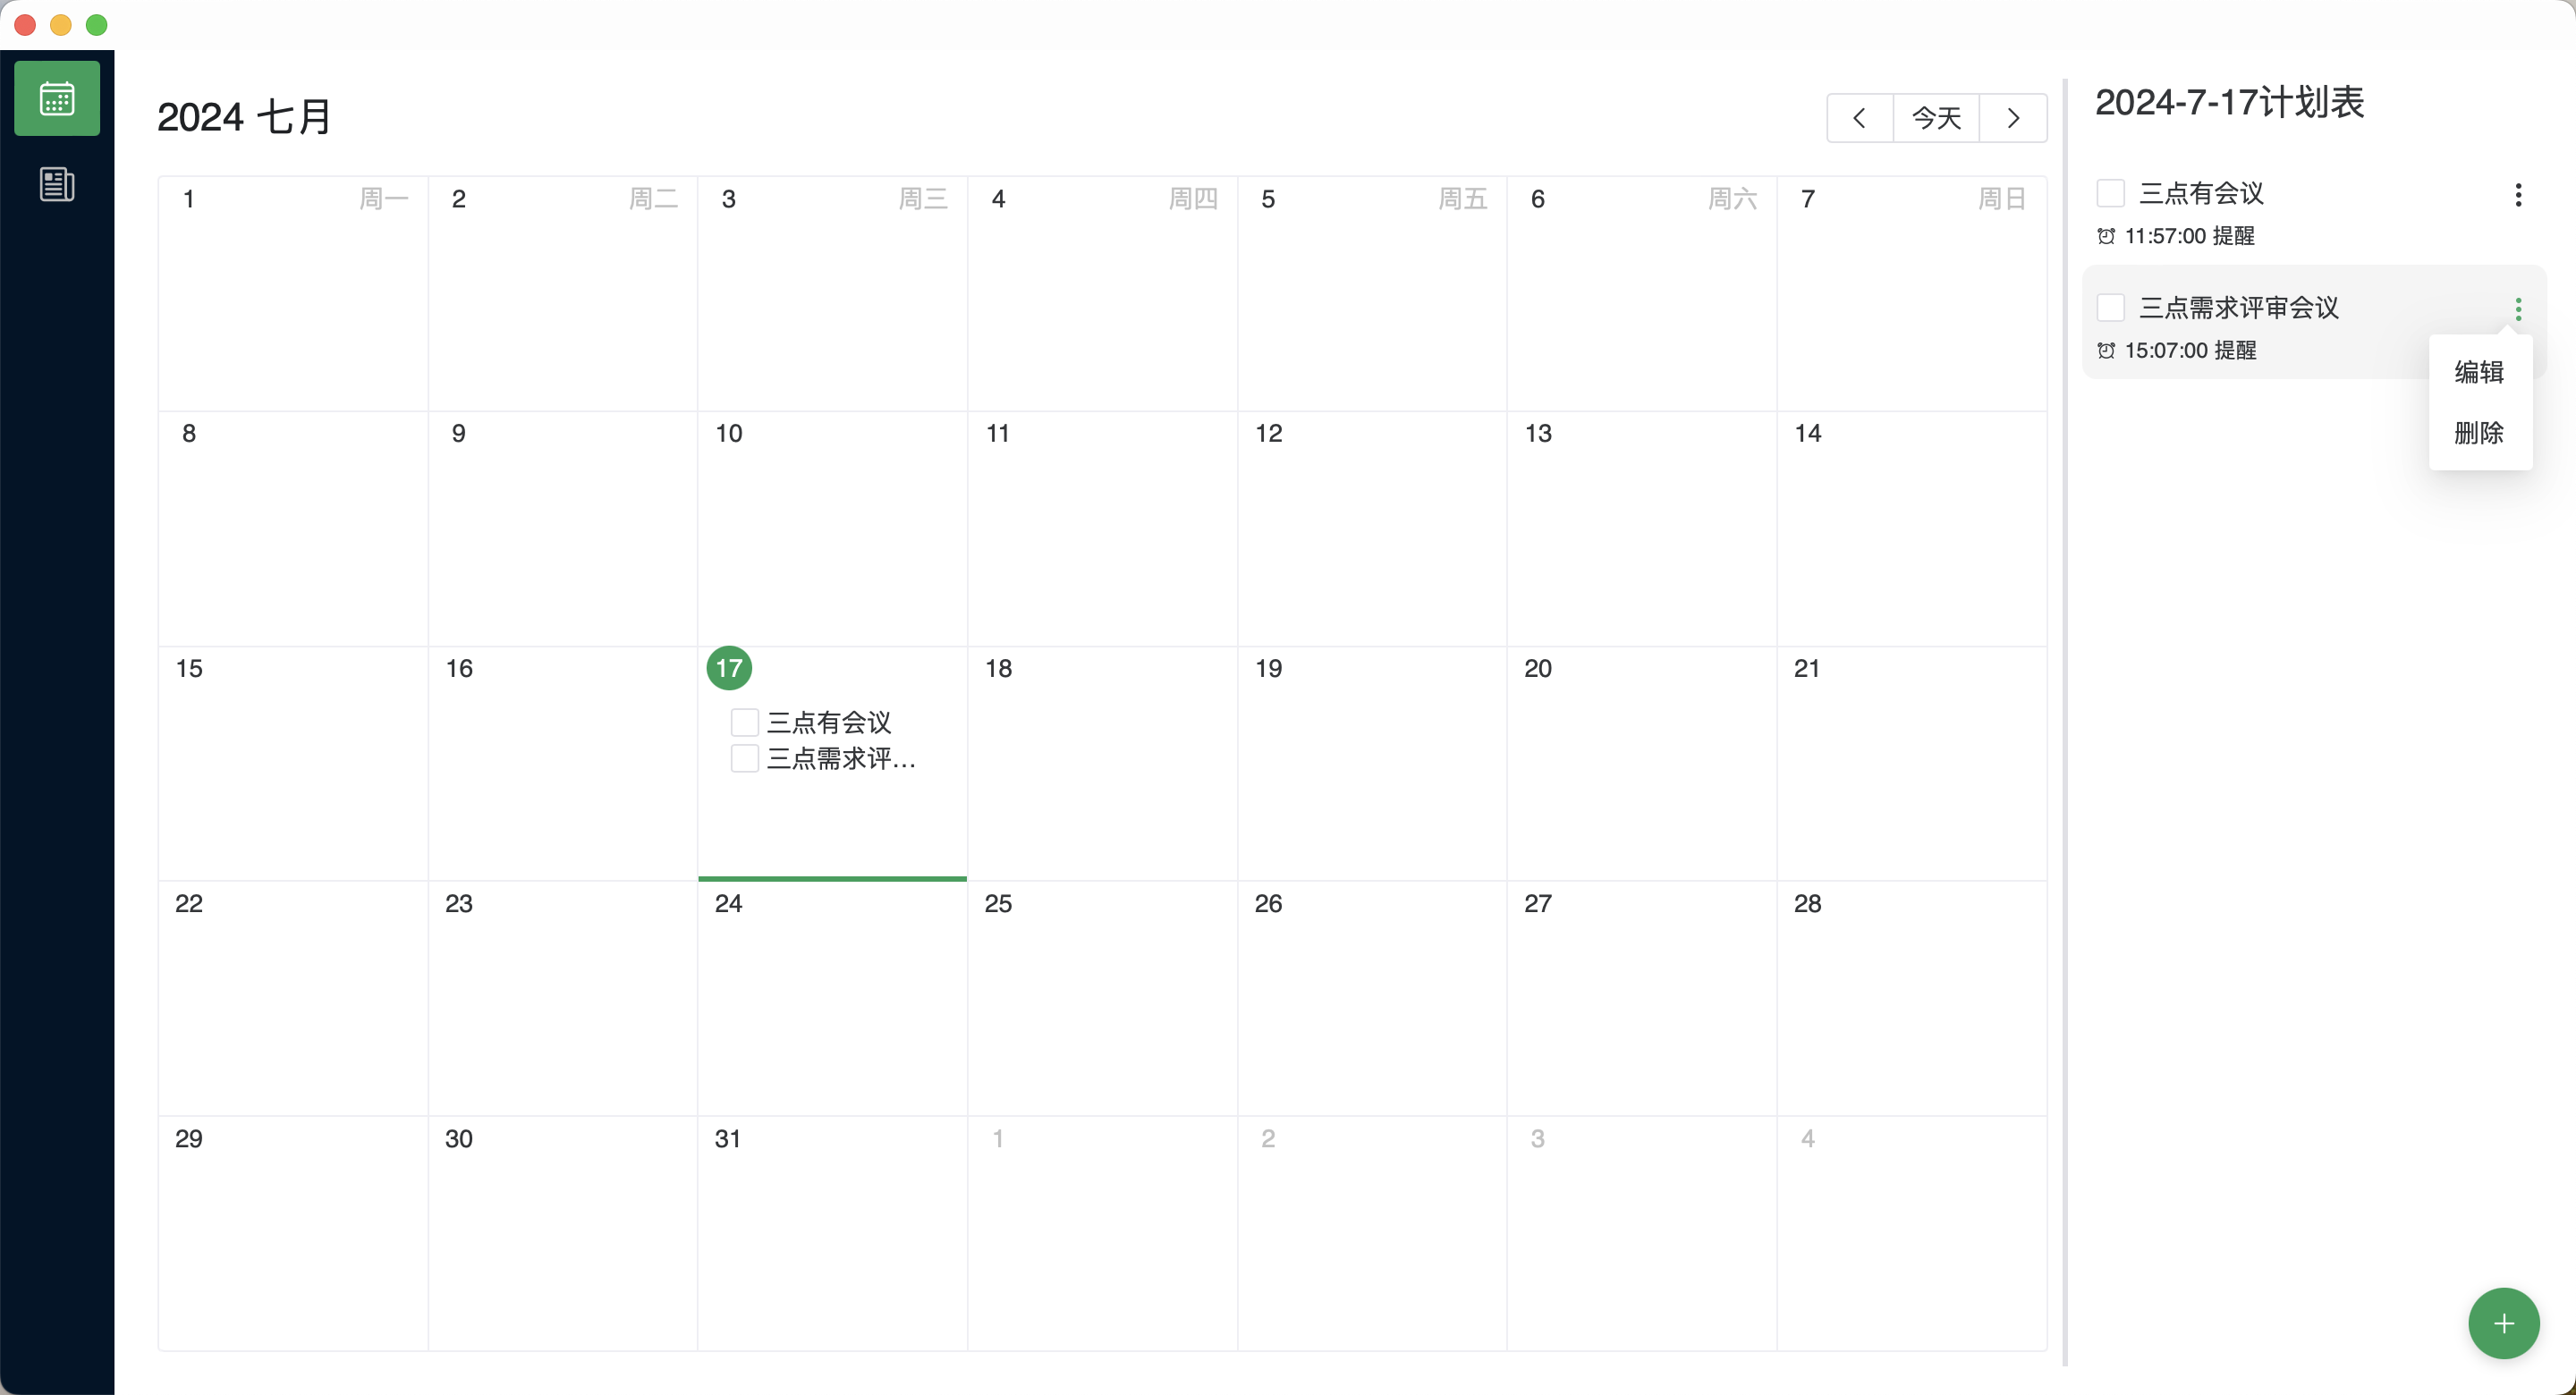 2024 七月
今天
1 周一 2 周二 3 周三 4 周四 5 周五 6 周六 7 周日
8 9 10 11 12 13 14
15 16 17 18 19 20 21
三点有会议
三点需求评...
22 23 24 25 26 27 28
29 30 31 1 2 3 4
2024-7-17计划表
三点有会议
11:57:00 提醒
三点需求评审会议
15:07:00 提醒
编辑
删除